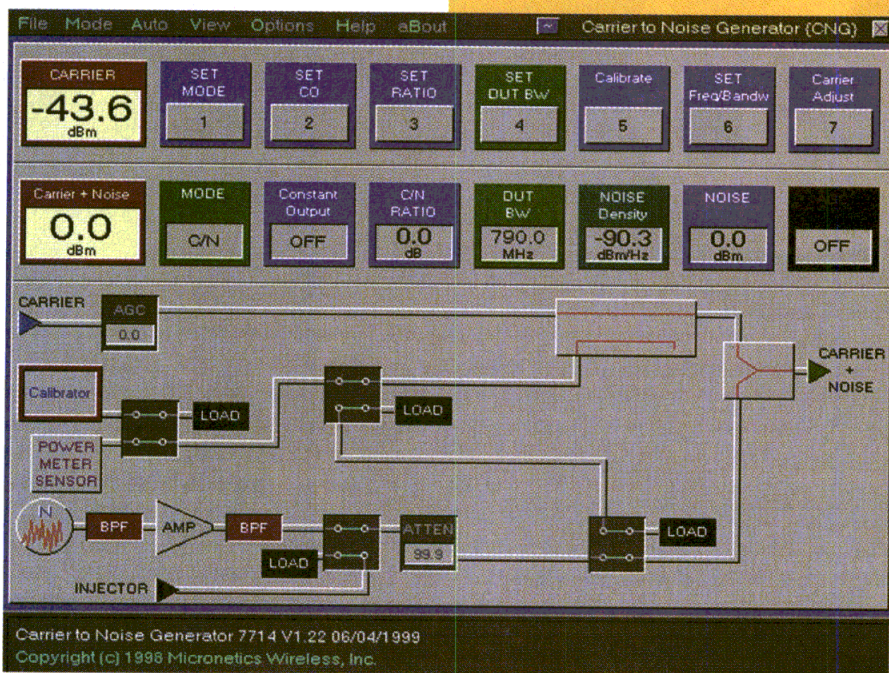 File Mode Auto View Options Help aBout ~ Carrier to Noise Generator {CNG}
CARRIER
-43.6
dBm
SET
MODE
1
SET
CO
2
SET
RATIO
3
SET
DUT BW
4
Calibrate
5
SET
Freq/Bandw
6
Carrier
Adjust
7
Carrier + Noise
0.0
dBm
MODE
C/N
Constant
Output
OFF
C/N
RATIO
0.0
dB
DUT
BW
790.0
MHz
NOISE
Density
-90.3
dBm/Hz
NOISE
0.0
dBm
AGC
OFF
CARRIER
AGC
0.0
CARRIER
+
NOISE
Calibrator
LOAD
LOAD
POWER
METER
SENSOR
N
BPF
AMP
BPF
ATTEN
99.9
LOAD
LOAD
INJECTOR
Carrier to Noise Generator 7714 V1.22 06/04/1999
Copyright (c) 1998 Micronetics Wireless, Inc.